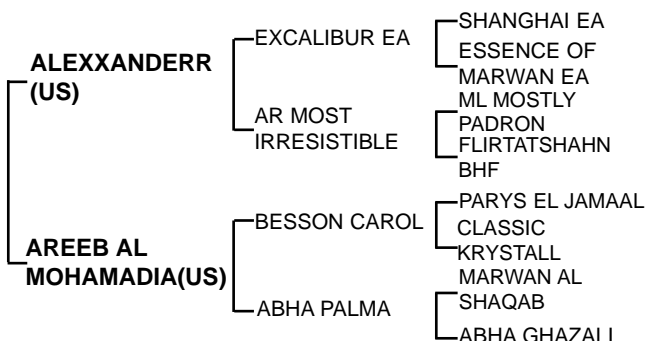 ALEXXANDERR
(US)
EXCALIBUR EA
SHANGHAI EA
ESSENCE OF
MARWAN EA
AR MOST
IRRESISTIBLE
ML MOSTLY
PADRON
FLIRTATSHAHN
BHF
AREEB AL
MOHAMADIA(US)
BESSON CAROL
PARYS EL JAMAAL
CLASSIC
KRYSTALL
ABHA PALMA
MARWAN AL
SHAQAB
ABHA GHAZALI